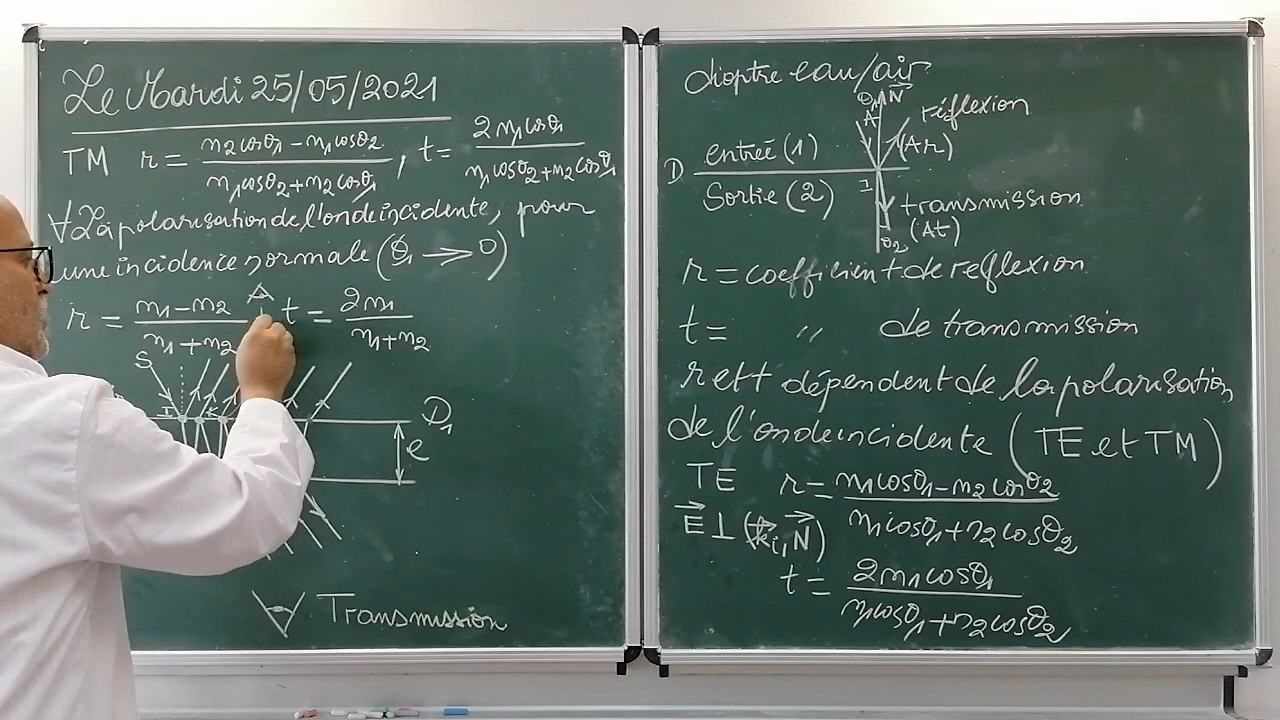 Le Mardi 25/05/2021
TM r = (n2cosθ1 - n1cosθ2)/(n1cosθ2 + n2cosθ1), t = 2n1cosθ1/(n1cosθ2 + n2cosθ1)
∀ La polarisation de l'onde incidente, pour
une incidence normale (θ1 → 0)
r = (n1 - n2)/(n1 + n2) t = 2n1/(n1 + n2)
S
I K D1
e
Transmission
dioptre eau/air
θ1 N
A réflexion
(Ar)
D entrée (1)
I
Sortie (2) transmission
θ2 (At)
r = coefficient de reflexion
t = " de transmission
r et t dépendent de la polarisation
de l'onde incidente (TE et TM)
TE r = (n1cosθ1 - n2cosθ2)/(n1cosθ1 + n2cosθ2)
E ⊥ (ki, N)
t = 2n1cosθ1/(n1cosθ1 + n2cosθ2)